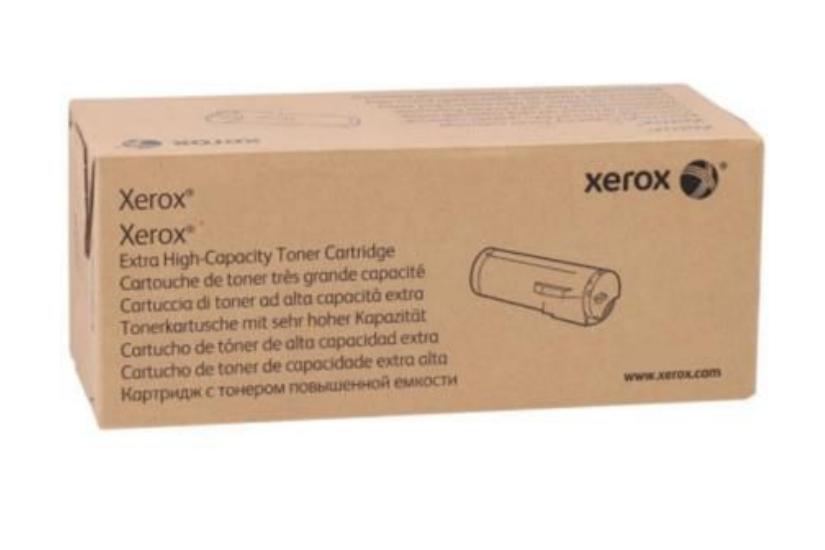 xerox
xerox
Xerox®
Xerox®
Extra High-Capacity Toner Cartridge
Cartouche de toner très grande capacité
Cartuccia di toner ad alta capacità extra
Tonerkartusche mit sehr hoher Kapazität
Cartucho de tóner de alta capacidad extra
Cartucho de toner de capacidade extra alta
Картридж с тонером повышенной емкости
www.xerox.com